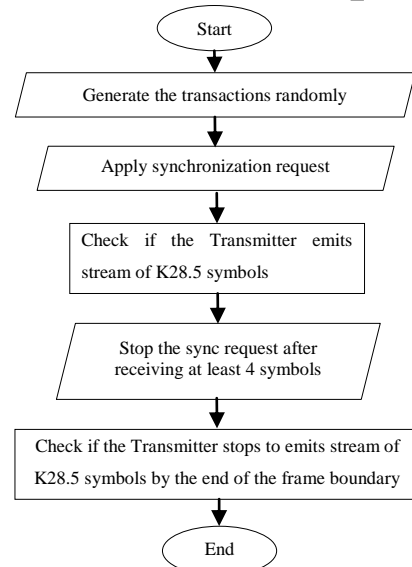 Start
Generate the transactions randomly
Apply synchronization request
Check if the Transmitter emits
stream of K28.5 symbols
Stop the sync request after
receiving at least 4 symbols
Check if the Transmitter stops to emits stream of
K28.5 symbols by the end of the frame boundary
End